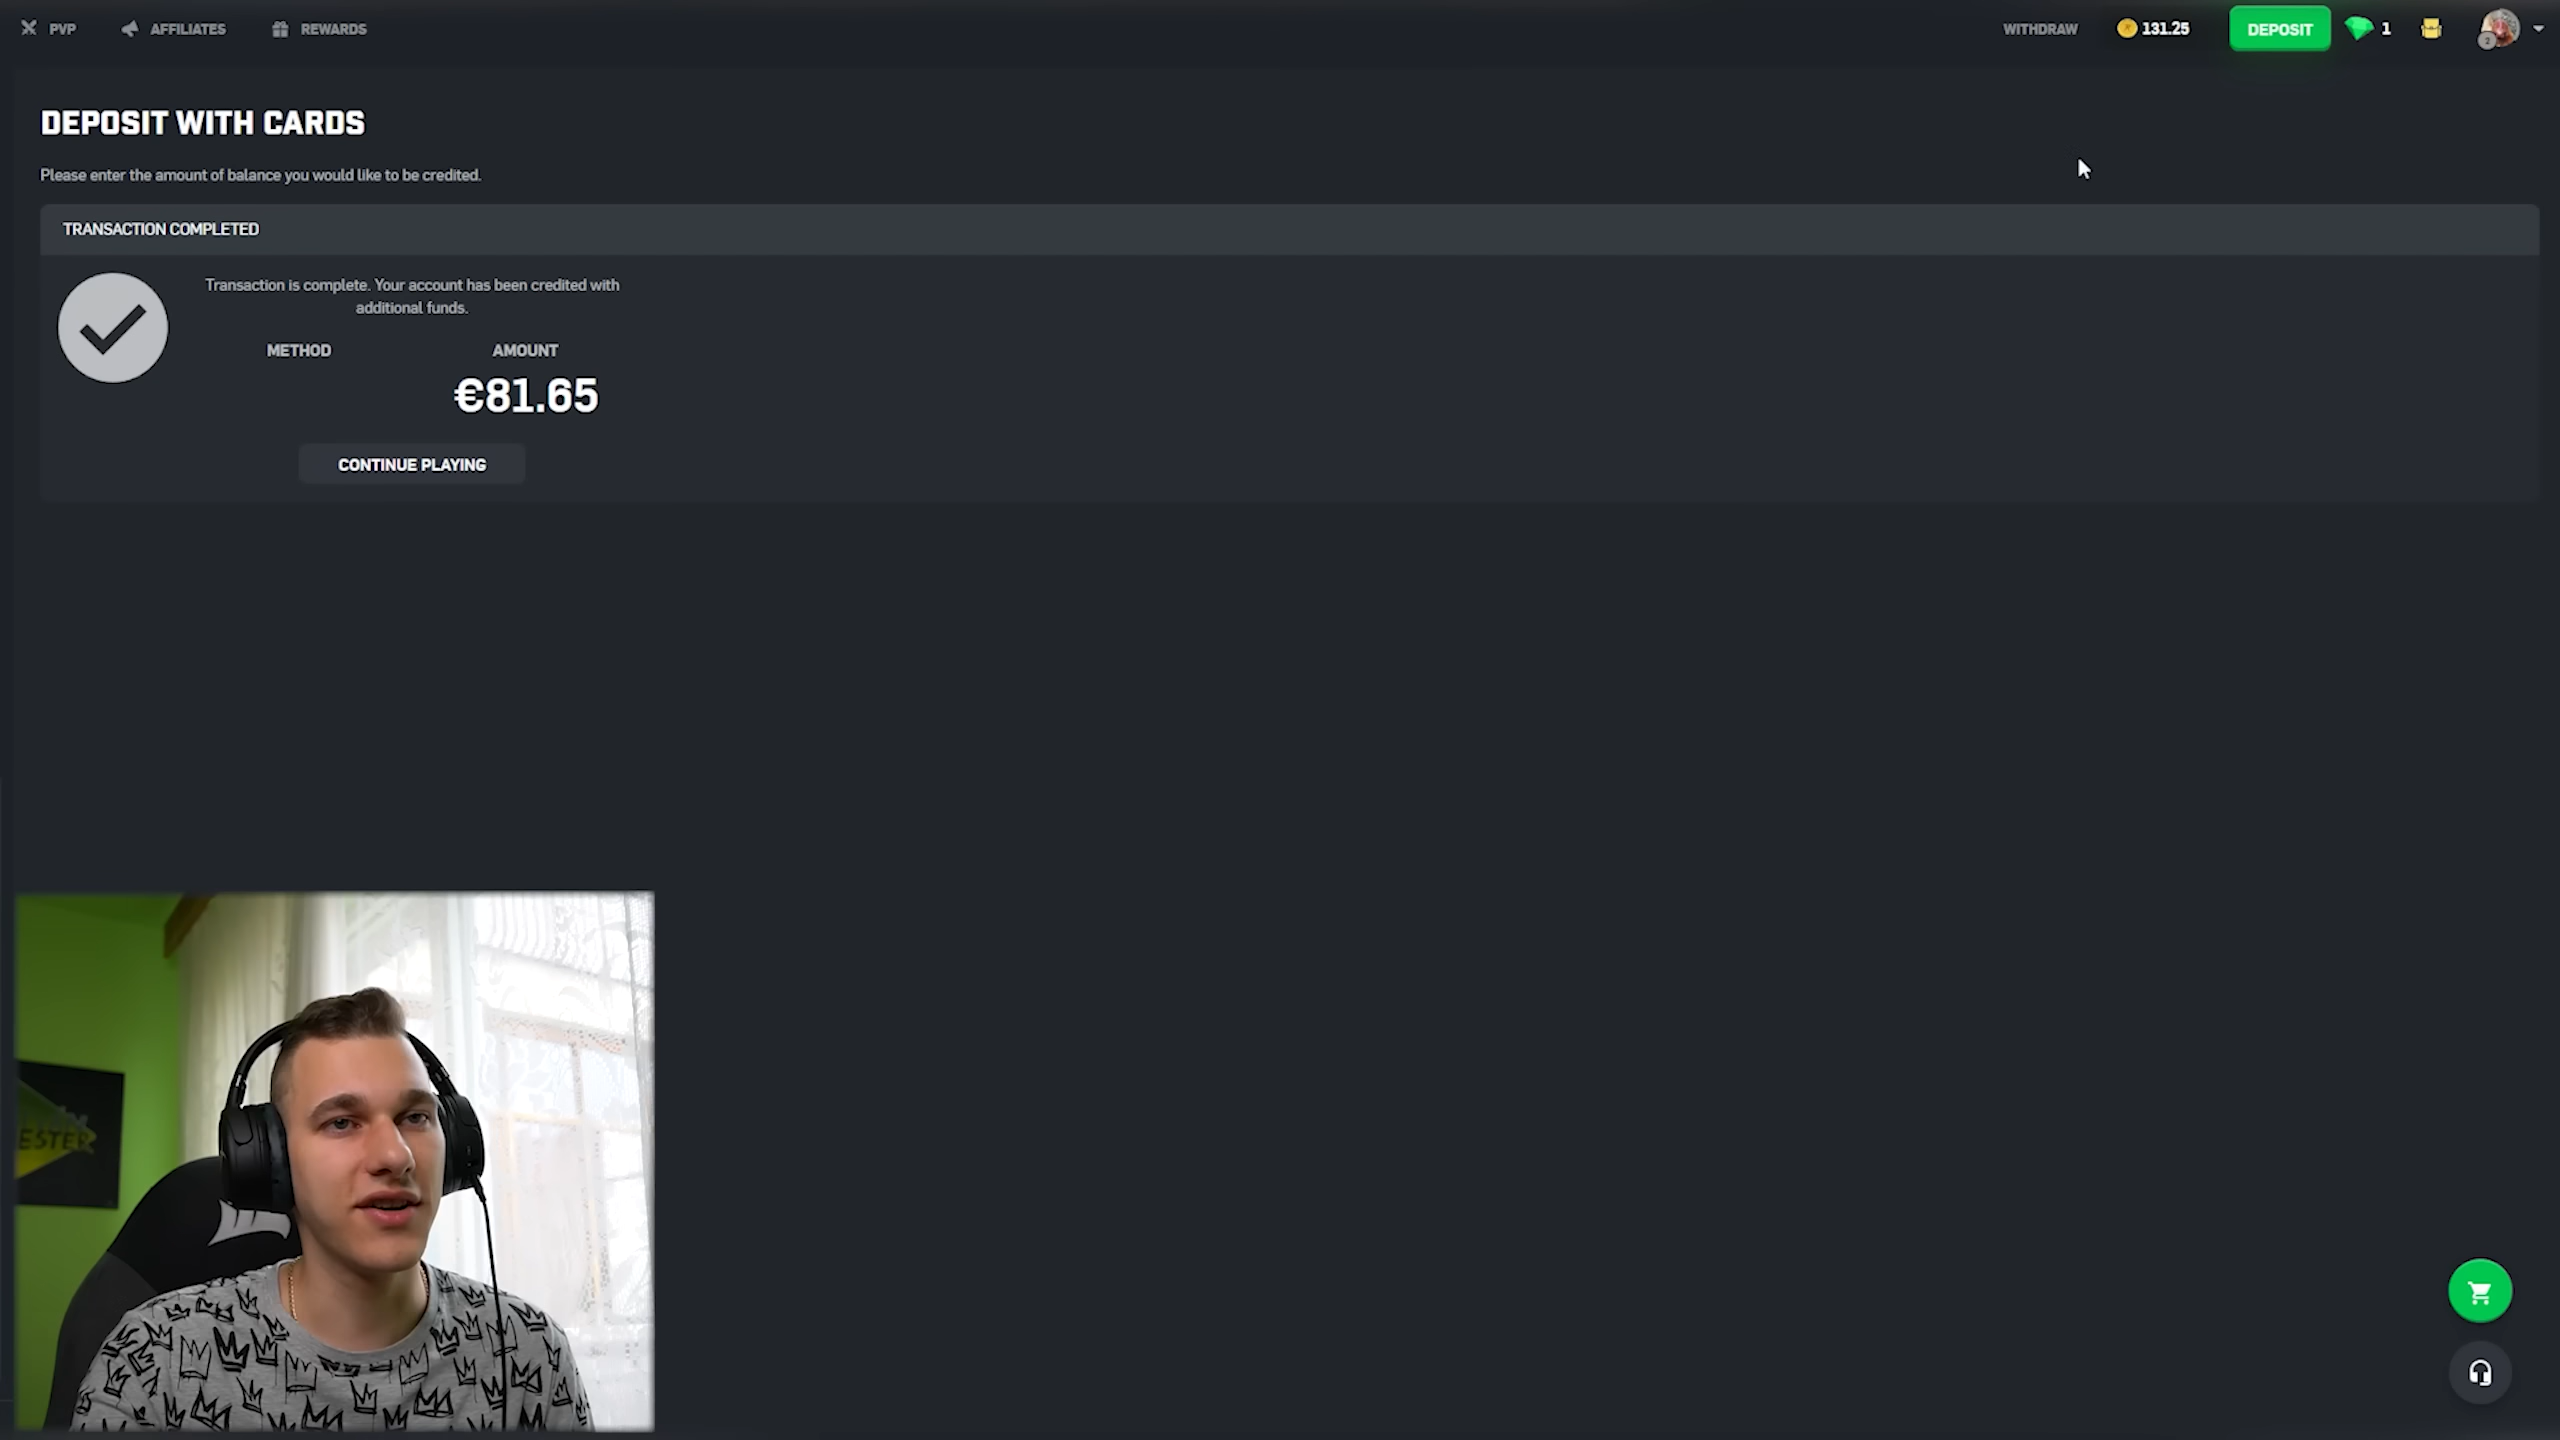 PVP
AFFILIATES
REWARDS
WITHDRAW
131.25
DEPOSIT
1
2
DEPOSIT WITH CARDS
Please enter the amount of balance you would like to be credited.
TRANSACTION COMPLETED
Transaction is complete. Your account has been credited with
additional funds.
METHOD
AMOUNT
€81.65
CONTINUE PLAYING
ESTER